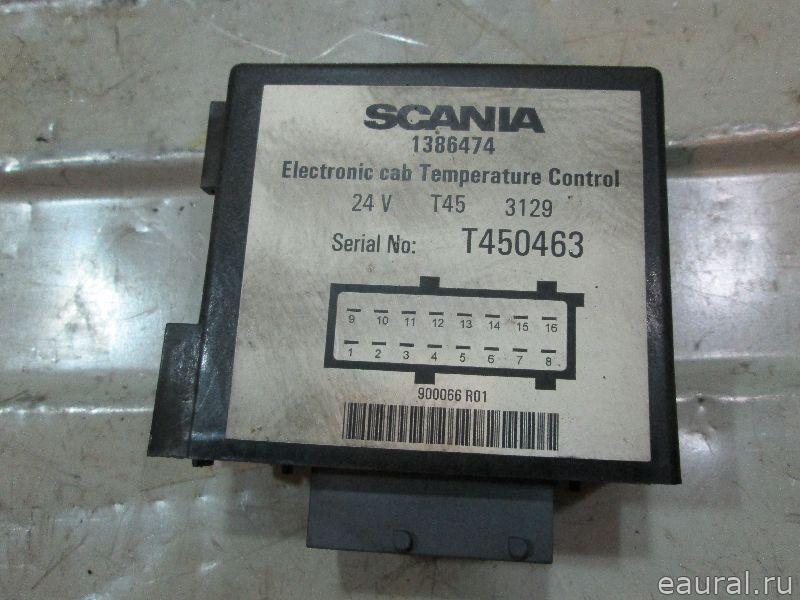 SCANIA
1386474
Electronic cab Temperature Control
24 V T45 3129
Serial No: T450463
9 10 11 12 13 14 15 16
1 2 3 4 5 6 7 8
900066 R01
eaural.ru